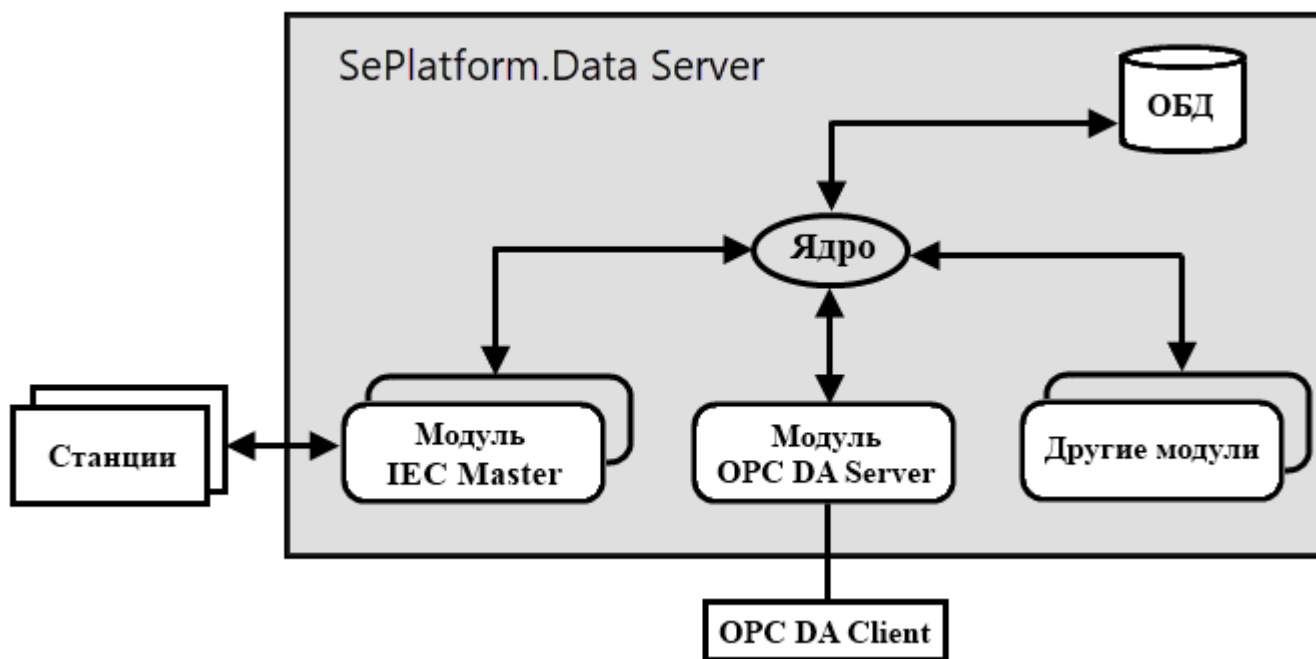 SePlatform.Data Server
ОБД
Ядро
Станции
Модуль
IEC Master
Модуль
OPC DA Server
Другие модули
OPC DA Client